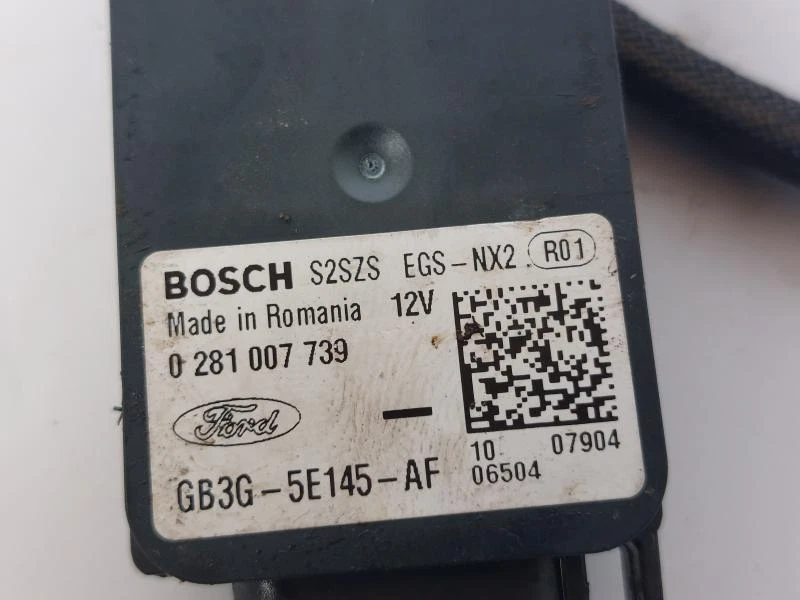 BOSCH S2SZS EGS-NX2 R01
Made in Romania 12V
0 281 007 739
Ford
GB3G-5E145-AF
10 07904
06504